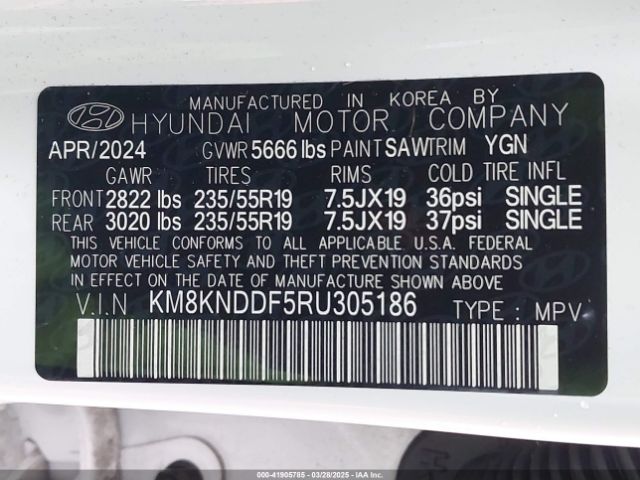 MANUFACTURED IN KOREA BY
HYUNDAI MOTOR COMPANY
APR/2024 GVWR 5666 lbs PAINT SAW TRIM YGN
GAWR TIRES RIMS COLD TIRE INFL
FRONT 2822 lbs 235/55R19 7.5JX19 36psi SINGLE
REAR 3020 lbs 235/55R19 7.5JX19 37psi SINGLE
THIS VEHICLE CONFORMS TO ALL APPLICABLE U.S.A. FEDERAL
MOTOR VEHICLE SAFETY AND THEFT PREVENTION STANDARDS
IN EFFECT ON THE DATE OF MANUFACTURE SHOWN ABOVE.
V.I.N KM8KNDDF5RU305186 TYPE : MPV
000-41905785 | 03/28/2025 - IAAI.com